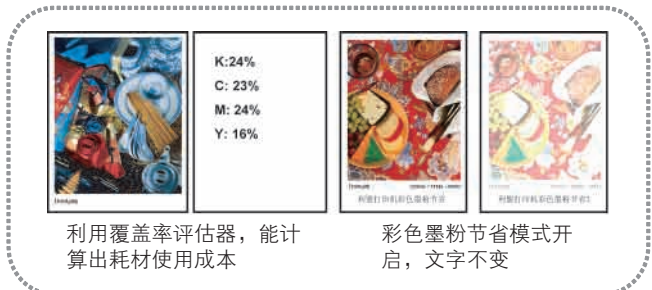 K:24%
C: 23%
M: 24%
Y: 16%
利用覆盖率评估器，能计
算出耗材使用成本
彩色墨粉节省模式开
启，文字不变